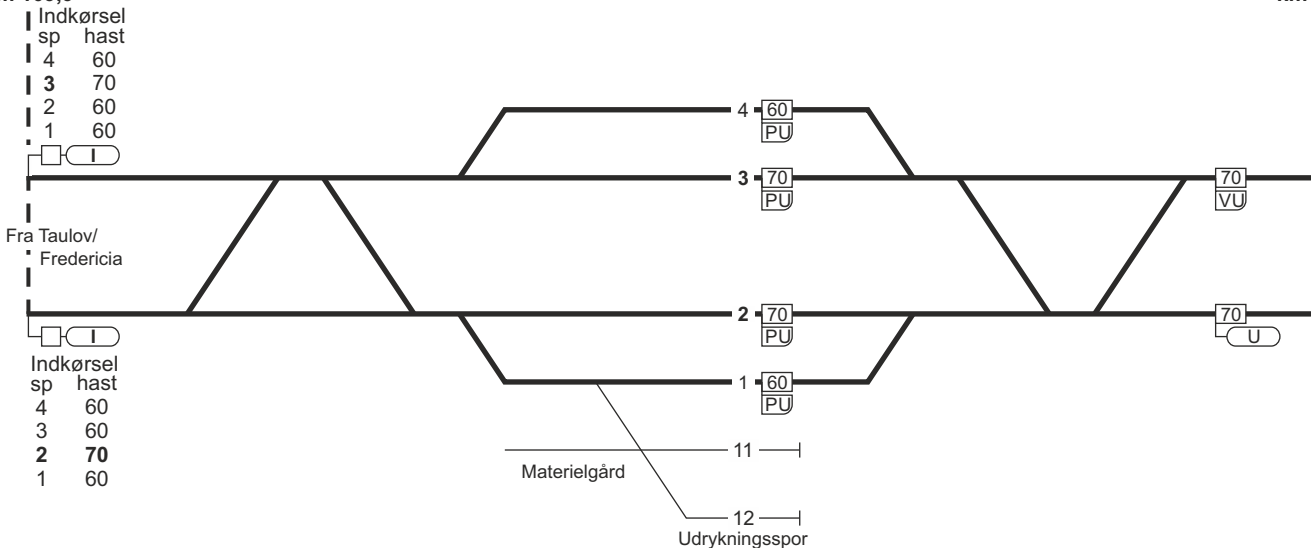 Indkørsel
sp hast
4 60
3 70
2 60
1 60
I
4 60
PU
3 70
PU
70
VU
Fra Taulov/
Fredericia
I
2 70
PU
70
U
Indkørsel
sp hast
4 60
3 60
2 70
1 60
1 60
PU
11
Materielgård
12
Udrykningsspor